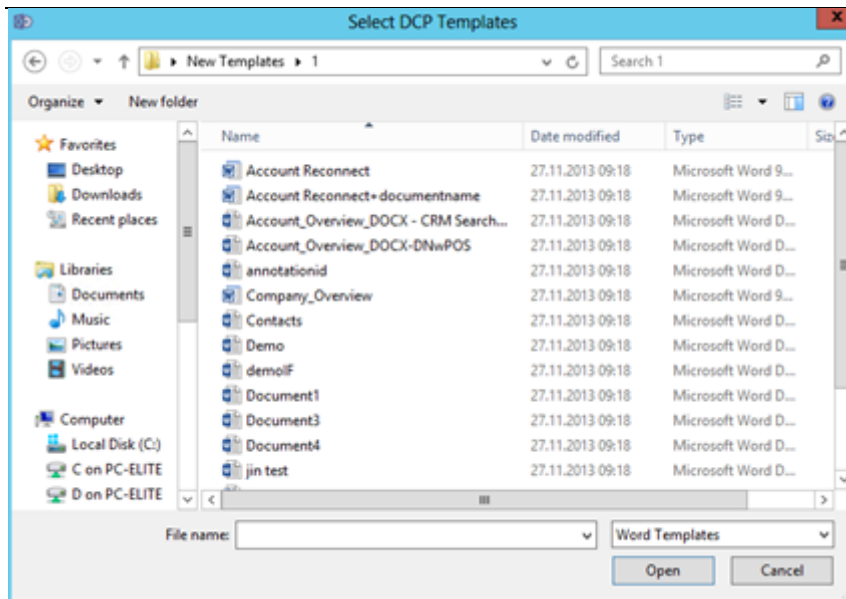 Select DCP Templates
x
New Templates 1
Search 1
Organize New folder
Name Date modified Type Siz
Favorites
Desktop
Downloads
Recent places
Libraries
Documents
Music
Pictures
Videos
Computer
Local Disk (C:)
C on PC-ELITE
D on PC-ELITE
Account Reconnect 27.11.2013 09:18 Microsoft Word 9...
Account Reconnect+documentname 27.11.2013 09:18 Microsoft Word 9...
Account_Overview_DOCX - CRM Search... 27.11.2013 09:18 Microsoft Word D...
Account_Overview_DOCX-DNwPOS 27.11.2013 09:18 Microsoft Word D...
annotationid 27.11.2013 09:18 Microsoft Word D...
Company_Overview 27.11.2013 09:18 Microsoft Word 9...
Contacts 27.11.2013 09:18 Microsoft Word D...
Demo 27.11.2013 09:18 Microsoft Word D...
demoIF 27.11.2013 09:18 Microsoft Word D...
Document1 27.11.2013 09:18 Microsoft Word D...
Document3 27.11.2013 09:18 Microsoft Word D...
Document4 27.11.2013 09:18 Microsoft Word D...
jin test 27.11.2013 09:18 Microsoft Word D...
File name: Word Templates
Open Cancel